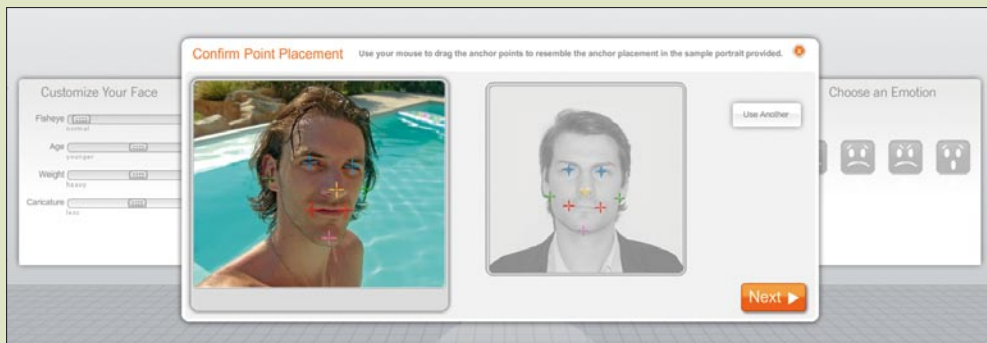 Confirm Point Placement
Use your mouse to drag the anchor points to resemble the anchor placement in the sample portrait provided.
Customize Your Face
Fisheye
normal
Age
younger
Weight
heavy
Caricature
less
Use Another
Next
Choose an Emotion